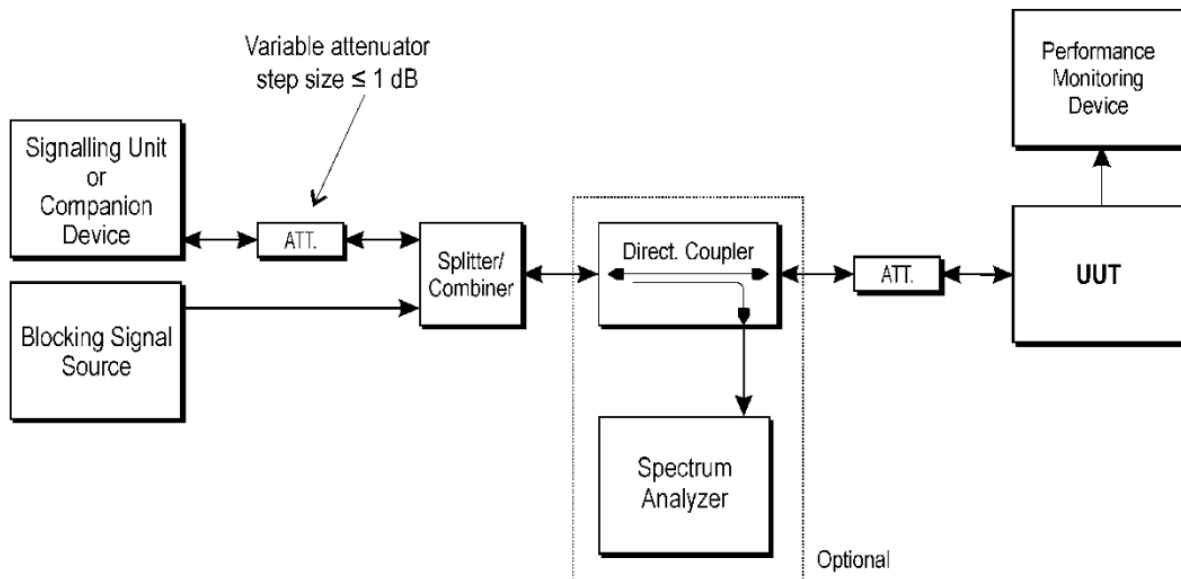 Variable attenuator
step size ≤ 1 dB
Performance
Monitoring
Device
Signalling Unit
or
Companion
Device
ATT.
Splitter/
Combiner
Direct. Coupler
ATT.
UUT
Blocking Signal
Source
Spectrum
Analyzer
Optional